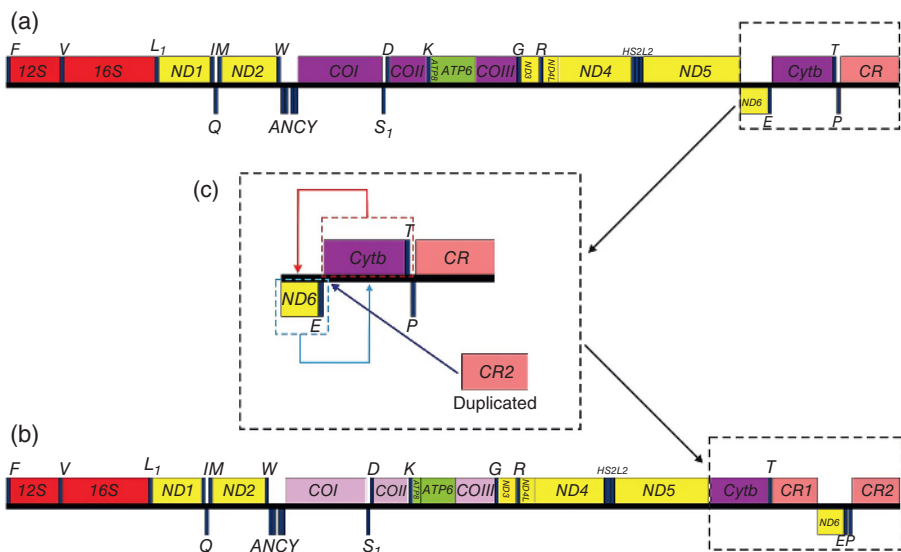 (a)
F V L1 IM W D K G R HS2L2 T
12S 16S ND1 ND2 COI COII ATP8 ATP6 COIII ND3 ND4L ND4 ND5 Cytb CR
ND6
Q ANCY S1 E P
(c)
T
Cytb CR
ND6
E P
CR2
Duplicated
(b)
F V L1 IM W D K G R HS2L2 T
12S 16S ND1 ND2 COI COII ATP8 ATP6 COIII ND3 ND4L ND4 ND5 Cytb CR1 CR2
ND6
Q ANCY S1 EP